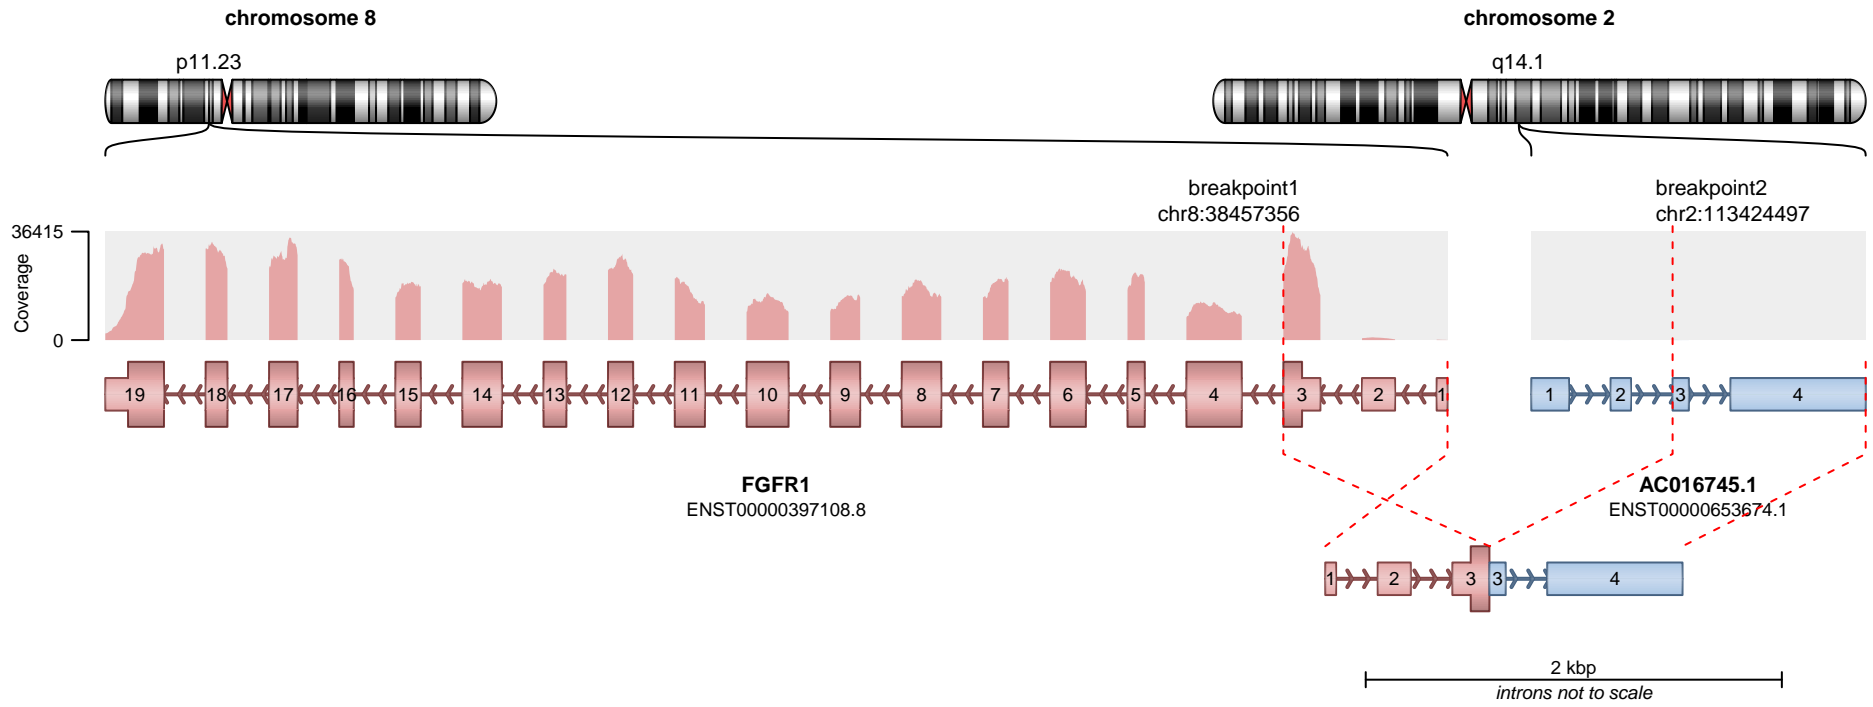 chromosome 8
chromosome 2
p11.23
q14.1
breakpoint1
chr8:38457356
breakpoint2
chr2:113424497
36415
Coverage
0
19 18 17 16 15 14 13 12 11 10 9 8 7 6 5 4 3 2 1
1 2 3 4
FGFR1
ENST00000397108.8
AC016745.1
ENST00000653674.1
1 2 3 3 4
2 kbp
introns not to scale